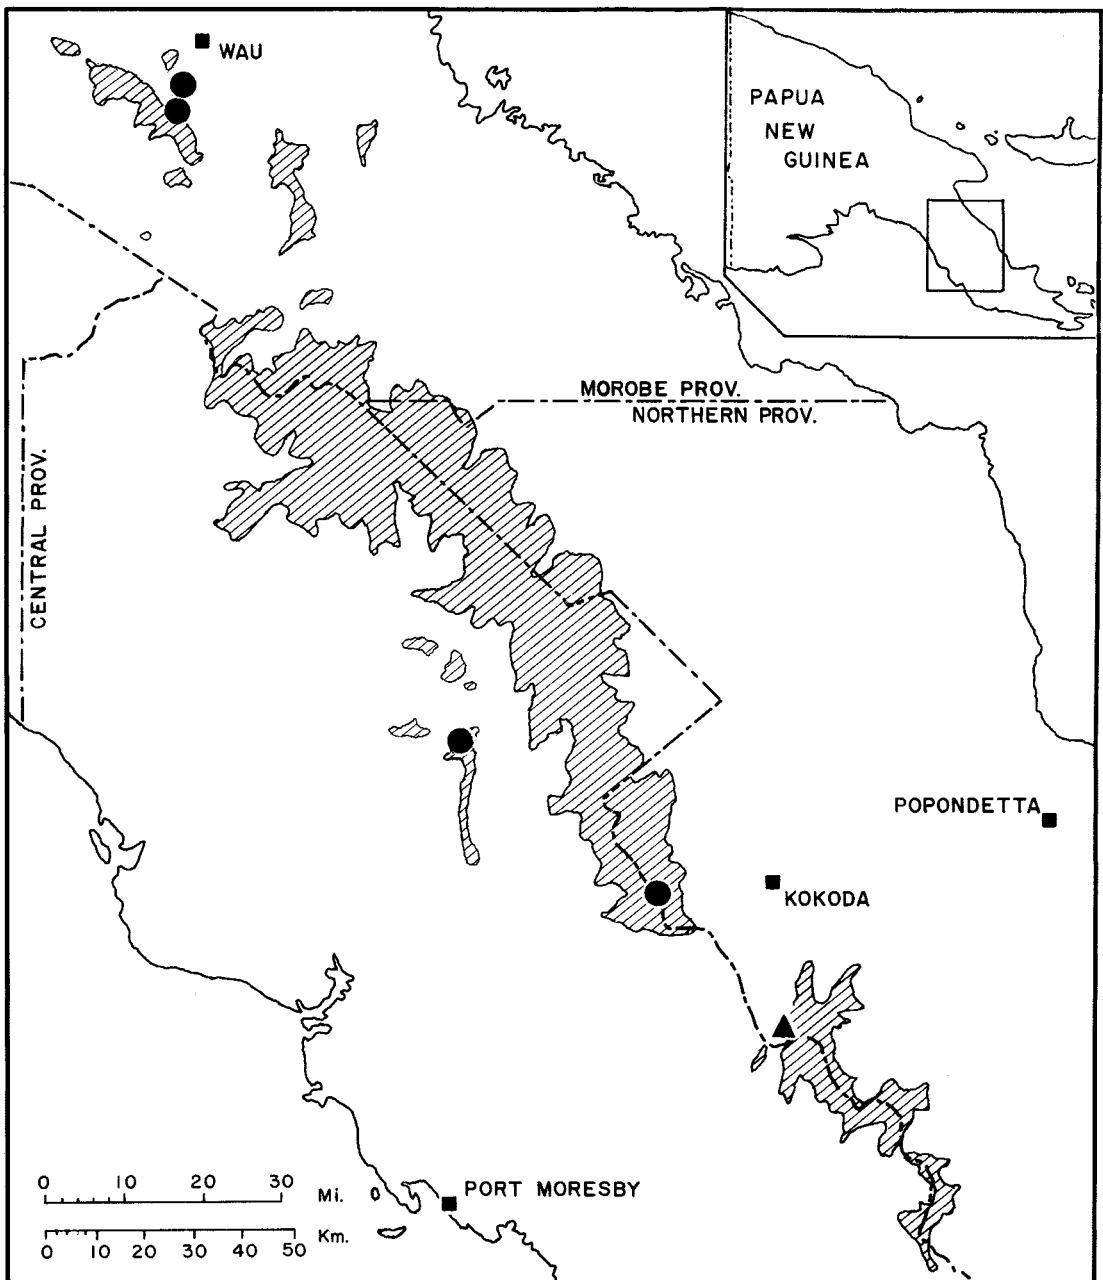 WAU
PAPUA
NEW
GUINEA
MOROBE PROV.
NORTHERN PROV.
CENTRAL PROV.
POPONDETTA
KOKODA
PORT MORESBY
0 10 20 30 Mi.
0 10 20 30 40 50 Km.